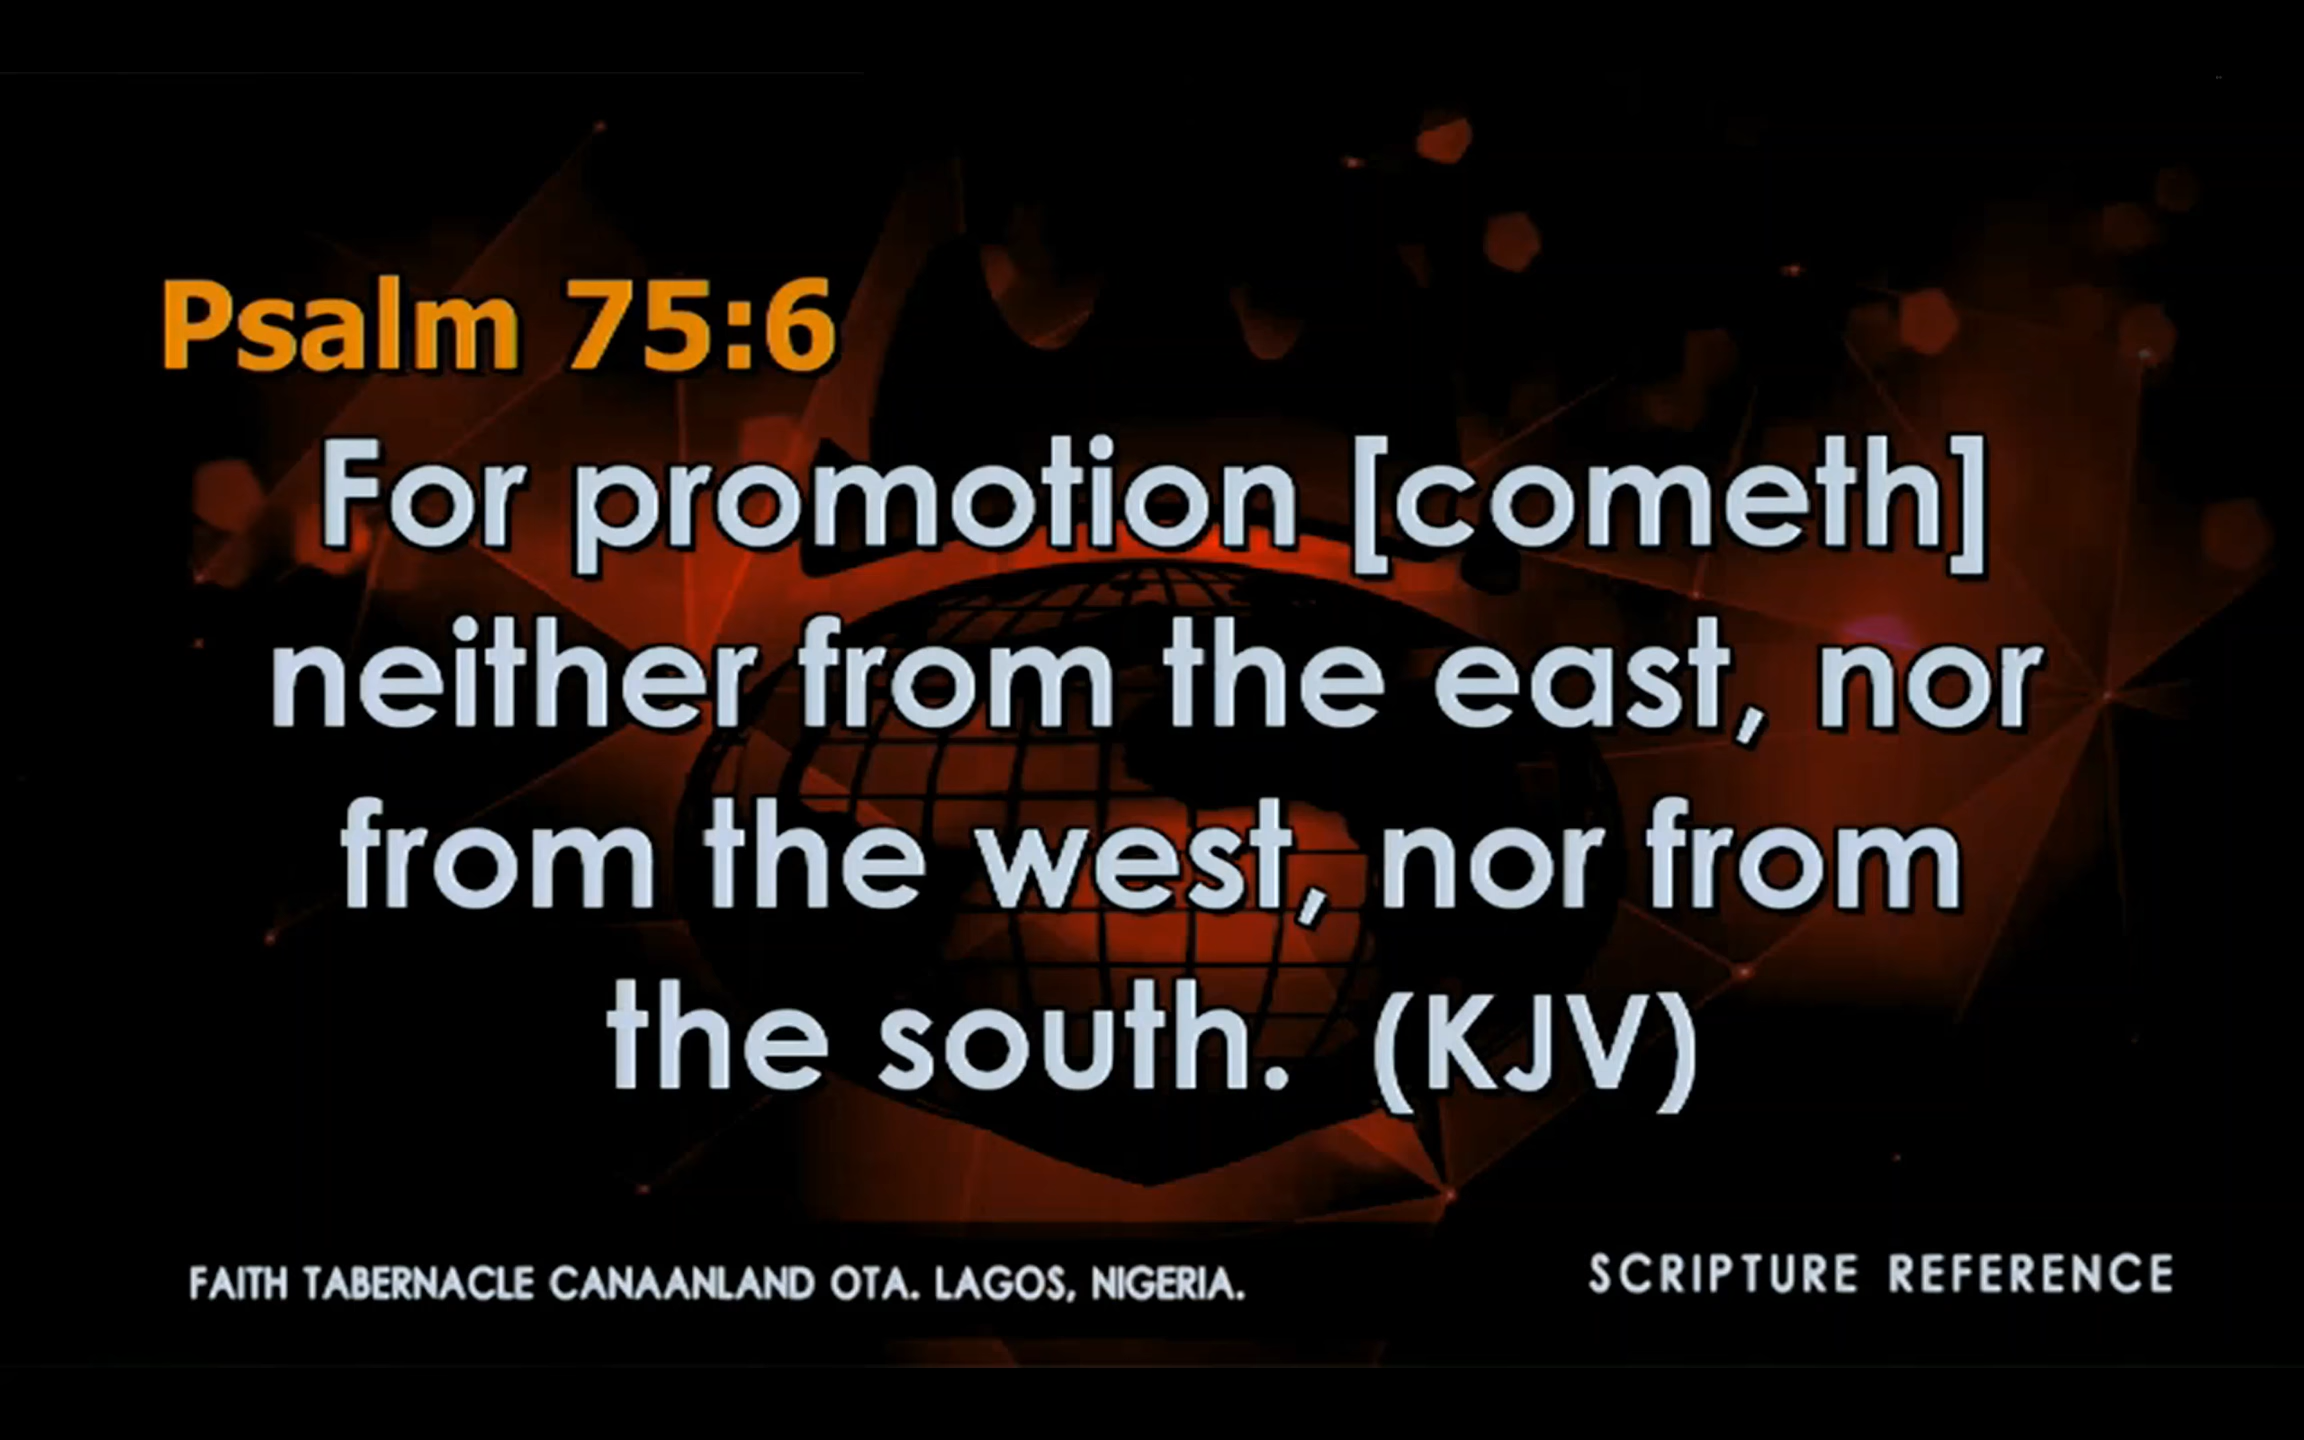 Psalm 75:6
For promotion [cometh]
neither from the east, nor
from the west, nor from
the south. (KJV)
FAITH TABERNACLE CANAANLAND OTA. LAGOS, NIGERIA.
SCRIPTURE REFERENCE